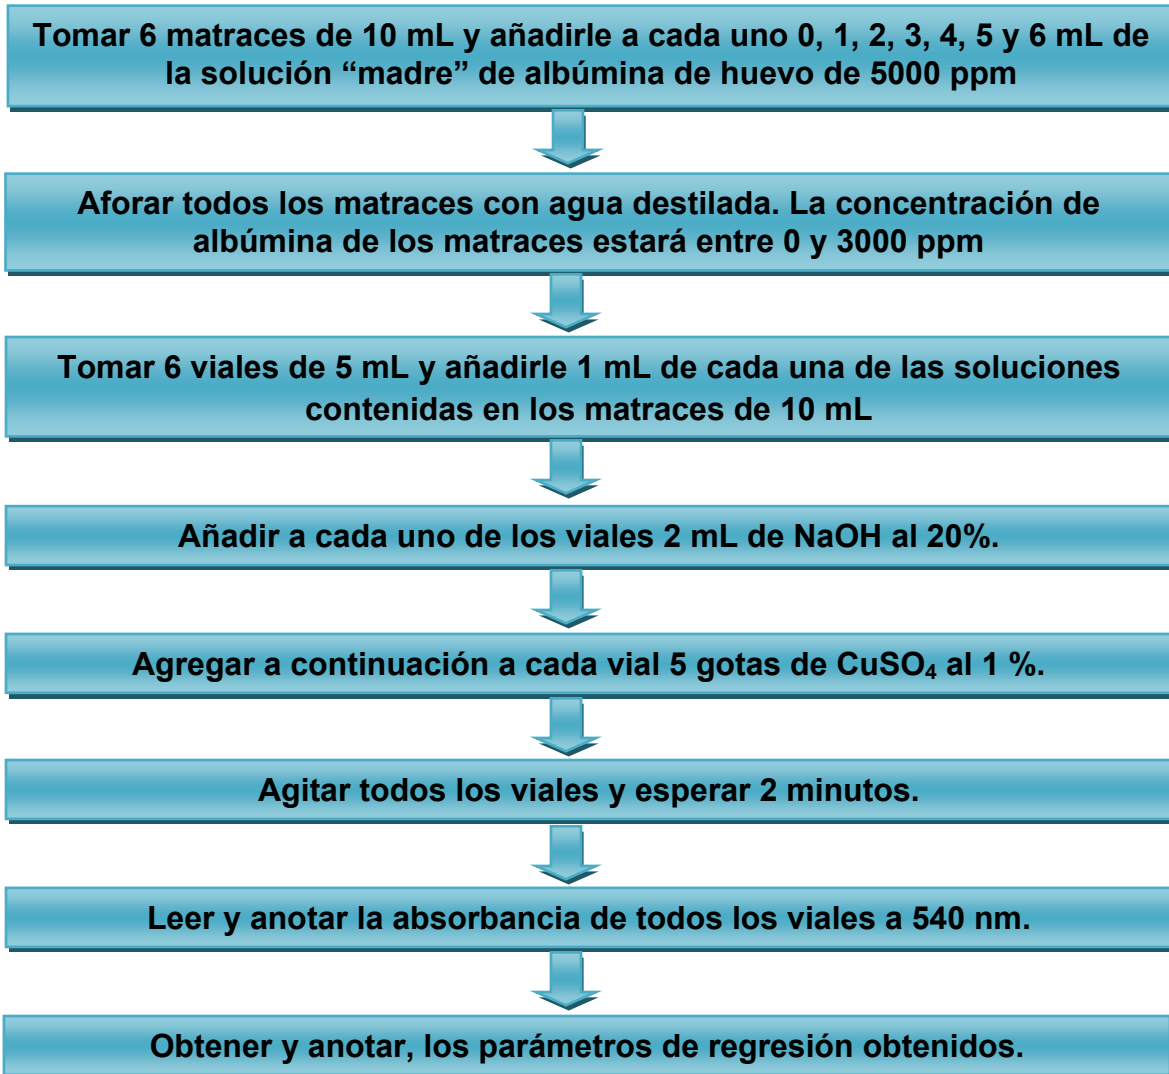 Tomar 6 matraces de 10 mL y añadirle a cada uno 0, 1, 2, 3, 4, 5 y 6 mL de
la solución “madre” de albúmina de huevo de 5000 ppm
Aforar todos los matraces con agua destilada. La concentración de
albúmina de los matraces estará entre 0 y 3000 ppm
Tomar 6 viales de 5 mL y añadirle 1 mL de cada una de las soluciones
contenidas en los matraces de 10 mL
Añadir a cada uno de los viales 2 mL de NaOH al 20%.
Agregar a continuación a cada vial 5 gotas de CuSO₄ al 1 %.
Agitar todos los viales y esperar 2 minutos.
Leer y anotar la absorbancia de todos los viales a 540 nm.
Obtener y anotar, los parámetros de regresión obtenidos.